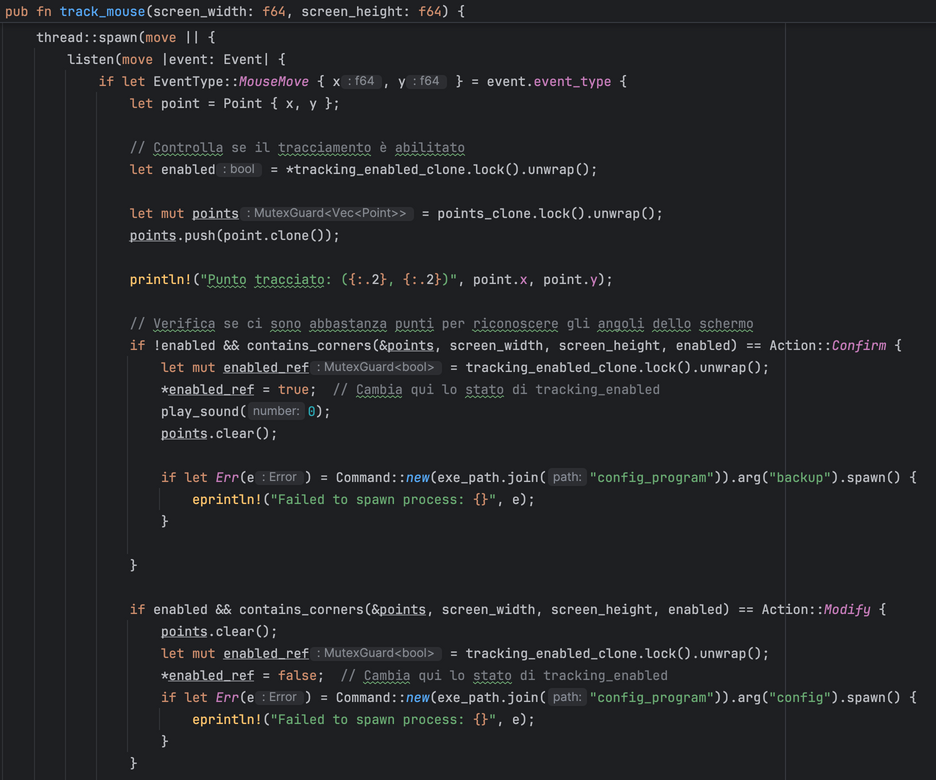 pub fn track_mouse(screen_width: f64, screen_height: f64) {
thread::spawn(move || {
listen(move |event: Event| {
if let EventType::MouseMove { x : f64 , y : f64 } = event.event_type {
let point = Point { x, y };
// Controlla se il tracciamento è abilitato
let enabled : bool = *tracking_enabled_clone.lock().unwrap();
let mut points : MutexGuard<Vec<Point>> = points_clone.lock().unwrap();
points.push(point.clone());
println!("Punto tracciato: ({:.2}, {:.2})", point.x, point.y);
// Verifica se ci sono abbastanza punti per riconoscere gli angoli dello schermo
if !enabled && contains_corners(&points, screen_width, screen_height, enabled) == Action::Confirm {
let mut enabled_ref : MutexGuard<bool> = tracking_enabled_clone.lock().unwrap();
*enabled_ref = true;  // Cambia qui lo stato di tracking_enabled
play_sound( number: 0);
points.clear();
if let Err(e : Error ) = Command::new(exe_path.join( path: "config_program")).arg("backup").spawn() {
eprintln!("Failed to spawn process: {}", e);
}
}
if enabled && contains_corners(&points, screen_width, screen_height, enabled) == Action::Modify {
points.clear();
let mut enabled_ref : MutexGuard<bool> = tracking_enabled_clone.lock().unwrap();
*enabled_ref = false;  // Cambia qui lo stato di tracking_enabled
if let Err(e : Error ) = Command::new(exe_path.join( path: "config_program")).arg("config").spawn() {
eprintln!("Failed to spawn process: {}", e);
}
}